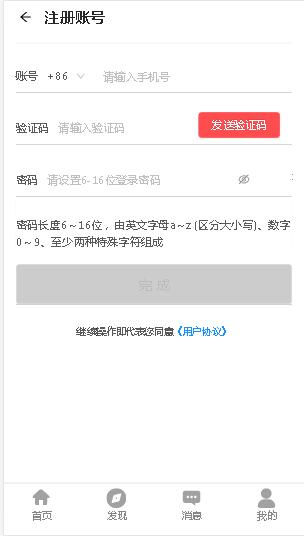 注册账号
账号 +86 请输入手机号
验证码 请输入验证码 发送验证码
密码 请设置6-16位登录密码
密码长度6~16位，由英文字母a~z(区分大小写)、数字
0~9、至少两种特殊字符组成
完成
继续操作即代表您同意《用户协议》
首页 发现 消息 我的